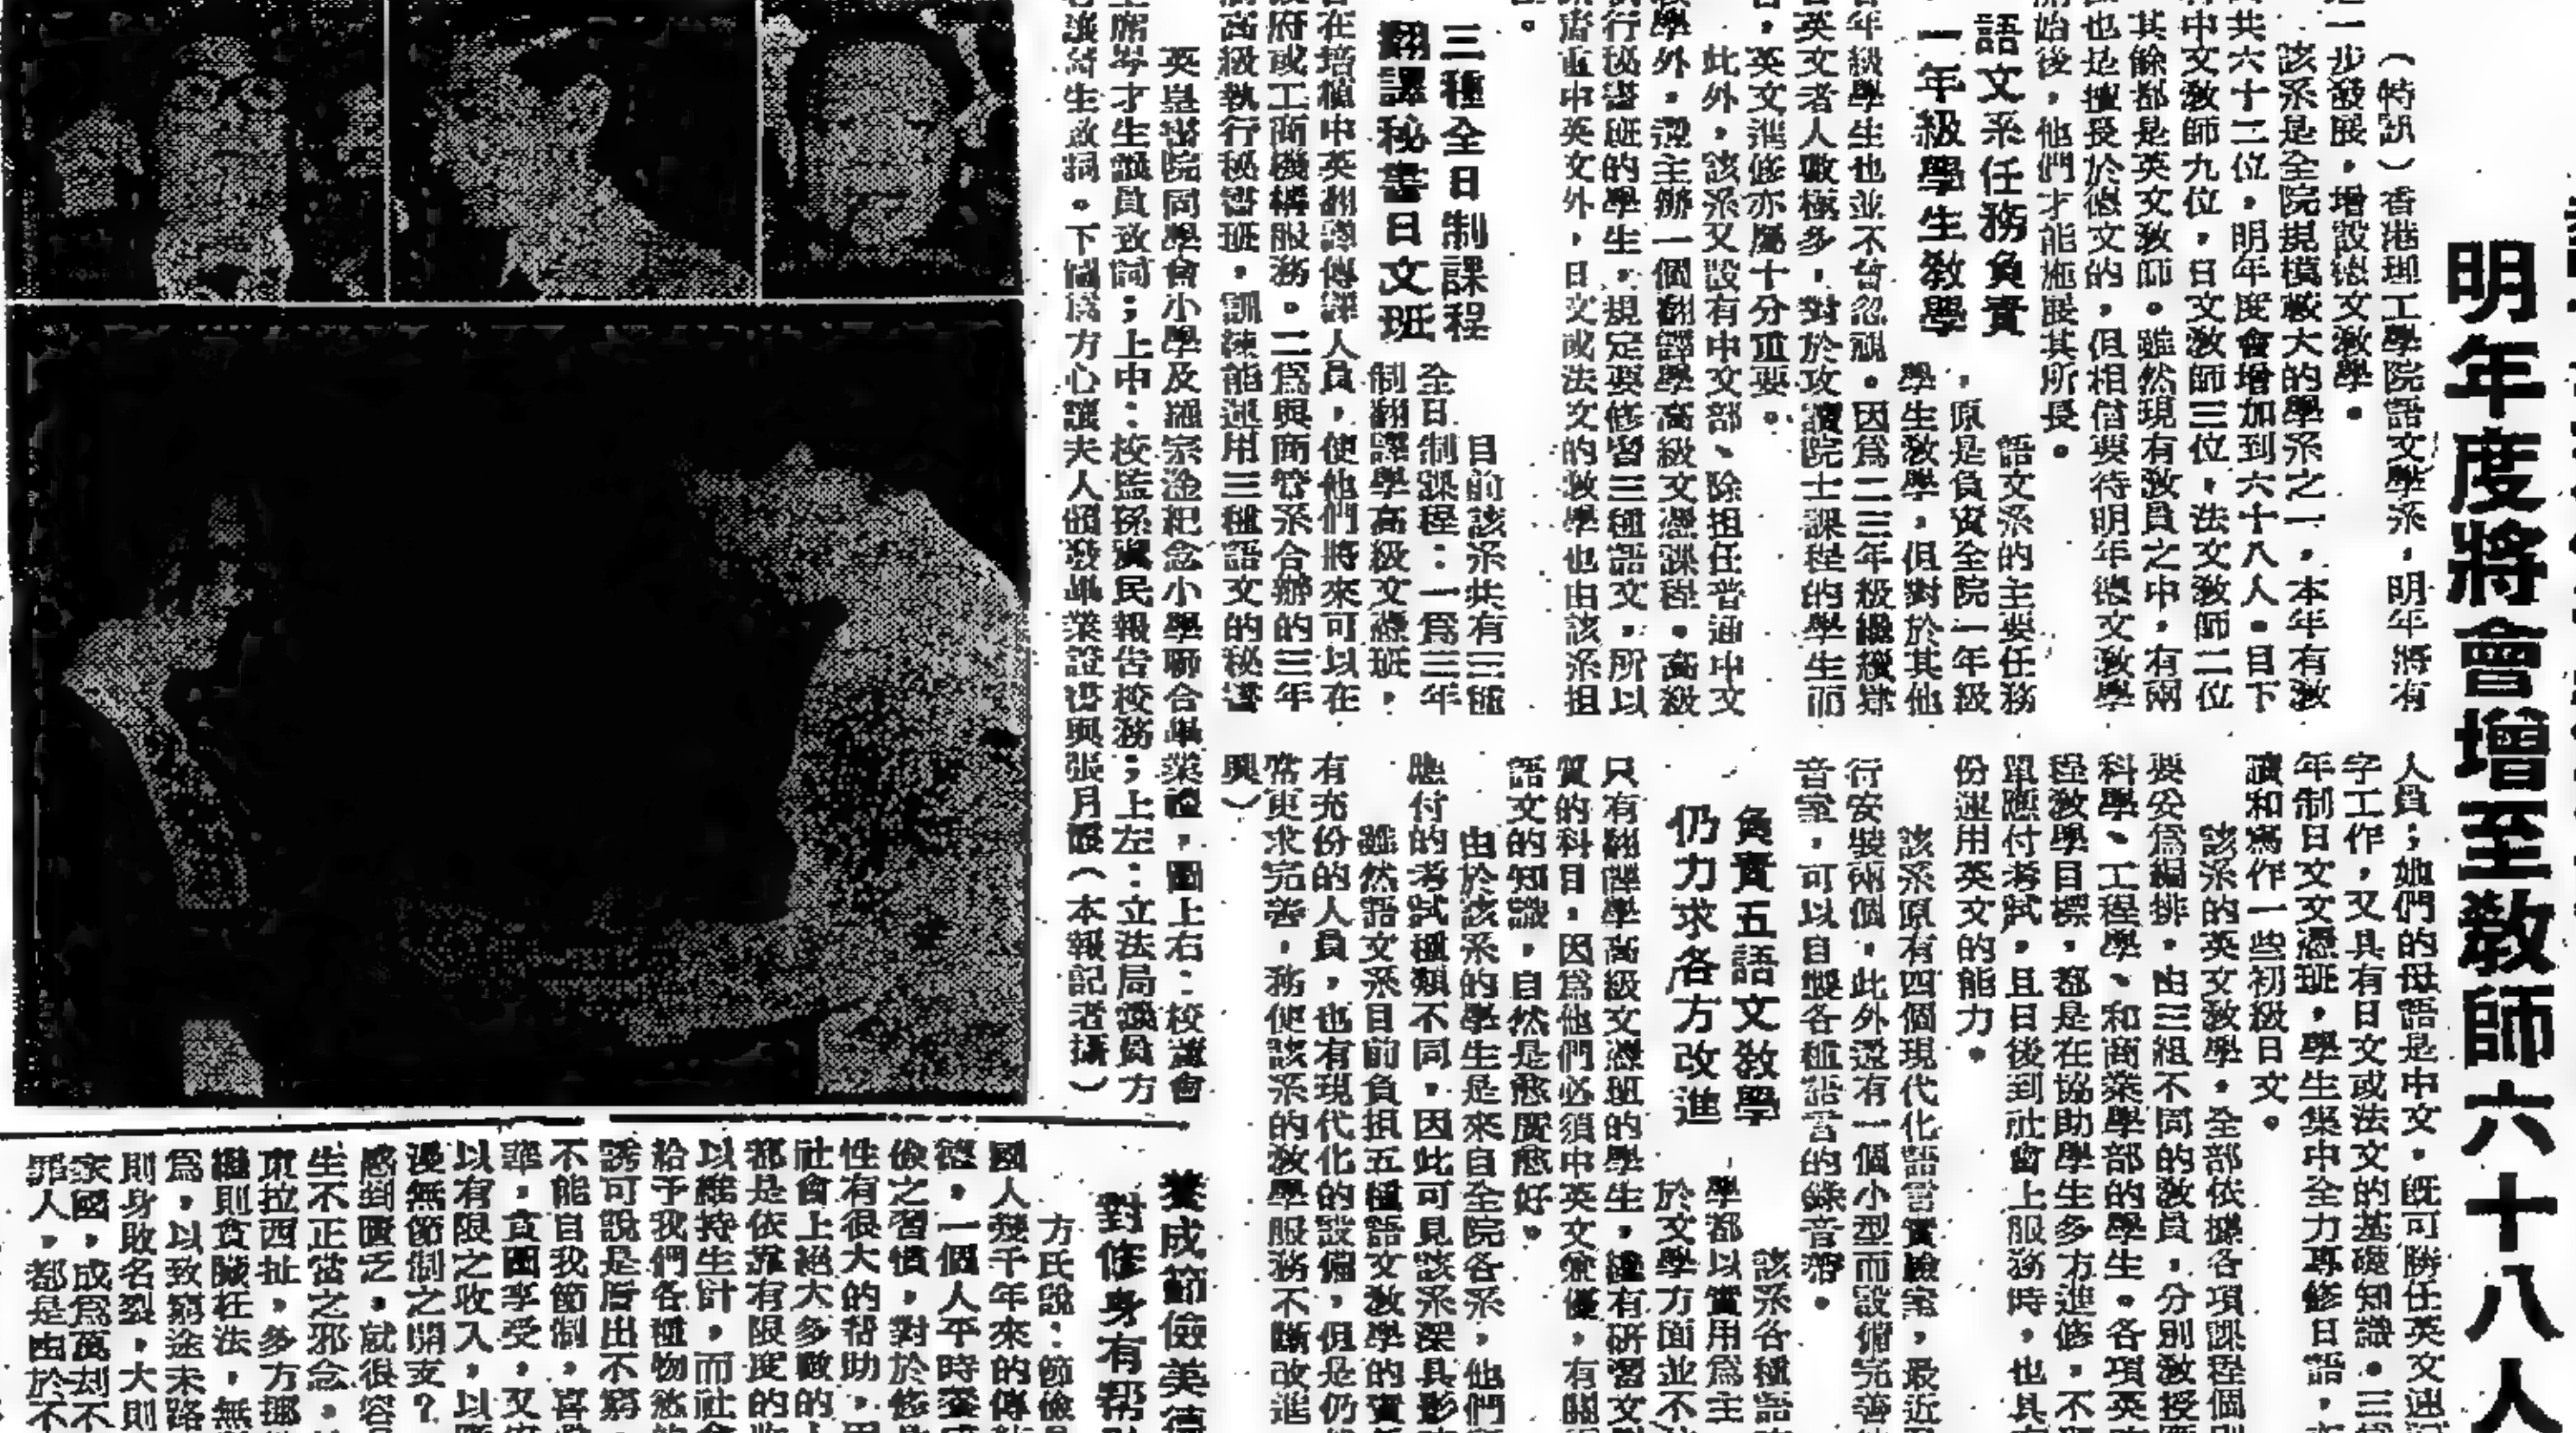 明年度將會增至教師六十八人
（特訊）香港理工學院語文學系，明年將有
進一步發展，增設德文教學。
該系是全院規模最大的學系之一，本年有教
共六十二位，明年度會增加到六十八人。目下
中文教師九位，日文教師三位，法文教師二位
其餘都是英文教師。雖然現有教員之中，有兩
也是擅長於德文的，但相信要待明年德文教學
開始後，他們才能施展其所長。
語文系任務負責
一年級學生教學
語文系的主要任務
，原是負責全院一年級
學生教學，但對於其他
年級學生也並不會忽視。因爲二三年級繼續肄
英文者人數極多，對於攻讀院士課程的學生而
，英文進修亦屬十分重要。
此外，該系又設有中文部、除担任普通中文
學外，還主辦一個翻譯學高級文憑課程。高級
行秘書班的學生，規定要修習三種語文，所以
除着重中英文外，日文或法文的教學也由該系担
三種全日制課程
翻譯秘書日文班
目前該系共有三種
全日制課程：一爲三年
制翻譯學高級文憑班，
在培植中英翻譯傳譯人員，使他們將來可以在
政府或工商機構服務。二爲與商管系合辦的三年
高級執行秘書班，訓練能運用三種語文的秘書
人員；她們的母語是中文，既可勝任英文速記
字工作，又具有日文或法文的基礎知識。三
年制日文文憑班，學生集中全力專修日語，
讀和寫作一些初級日文。
該系的英文教學，全部依據各項課程個別
要安爲編排，由三組不同的教員，分別教授應
科學、工程學、和商業學部的學生。各項英
程教學目標，都是在協助學生多方進修，不
單應付考試，且日後到社會上服務時，也具
份運用英文的能力。
該系原有四個現代化語言實驗室，最近
行安裝兩個，此外還有一個小型而設備完善
音室，可以自製各種語言的錄音帶。
負責五語文教學
仍力求各方改進
該系各種語
學都以實用爲主
於文學方面並不
只有翻譯學高級文憑班的學生，纔有研習文
質的科目，因爲他們必須中英文兼優，有關
語文的知識，自然是愈廣愈好。
由於該系的學生是來自全院各系，他們
應付的考試種類不同，因此可見該系深具影
雖然語文系目前負担五種語文教學的責
有充份的人員，也有現代化的設備，但是仍
常更求完善，務使該系的教學服務不斷改進
興）
英皇書院同學會小學及羅宗淦紀念小學聯合畢業禮，圖上右：校董會
主席岑才生議員致詞；上中：校監孫廣民報告校務；上左：立法局議員方
心讓醫生致詞。下圖爲方心讓夫人頒發畢業證書與張月眼（本報記者攝）
養成節儉美德
對修身有帮
方氏說：節儉
國人幾千年來的傳
德，一個人平時養成
儉之習慣，對於修
性有很大的帮助，因
社會上絕大多數的
都是依靠有限度的收
以維持生計，而社會
給予我們各種物慾的
誘可說是層出不窮，
不能自我節制，喜
華，貪圖享受，又
以有限之收入，以應
漫無節制之開支？
感到匱乏，就很容
生不正當之邪念，
東拉西扯，多方挪
繼則貪贓枉法，無
爲，以致窮途末路
則身敗名裂，大則
家國，成爲萬刦不
罪人，都是由於不